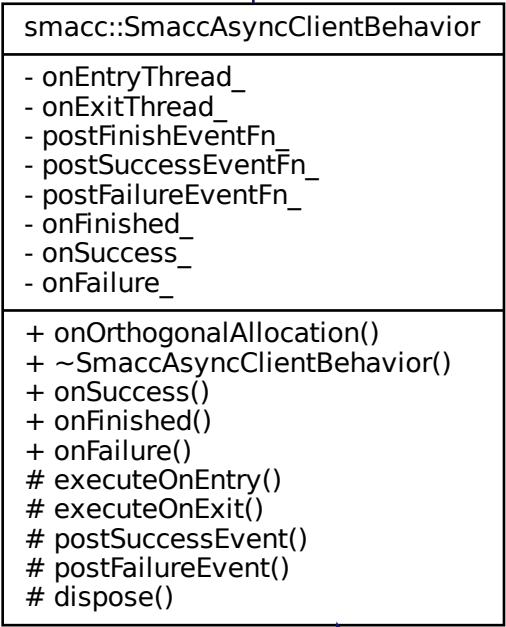 smacc::SmaccAsyncClientBehavior
- onEntryThread_
- onExitThread_
- postFinishEventFn_
- postSuccessEventFn_
- postFailureEventFn_
- onFinished_
- onSuccess_
- onFailure_
+ onOrthogonalAllocation()
+ ~SmaccAsyncClientBehavior()
+ onSuccess()
+ onFinished()
+ onFailure()
# executeOnEntry()
# executeOnExit()
# postSuccessEvent()
# postFailureEvent()
# dispose()